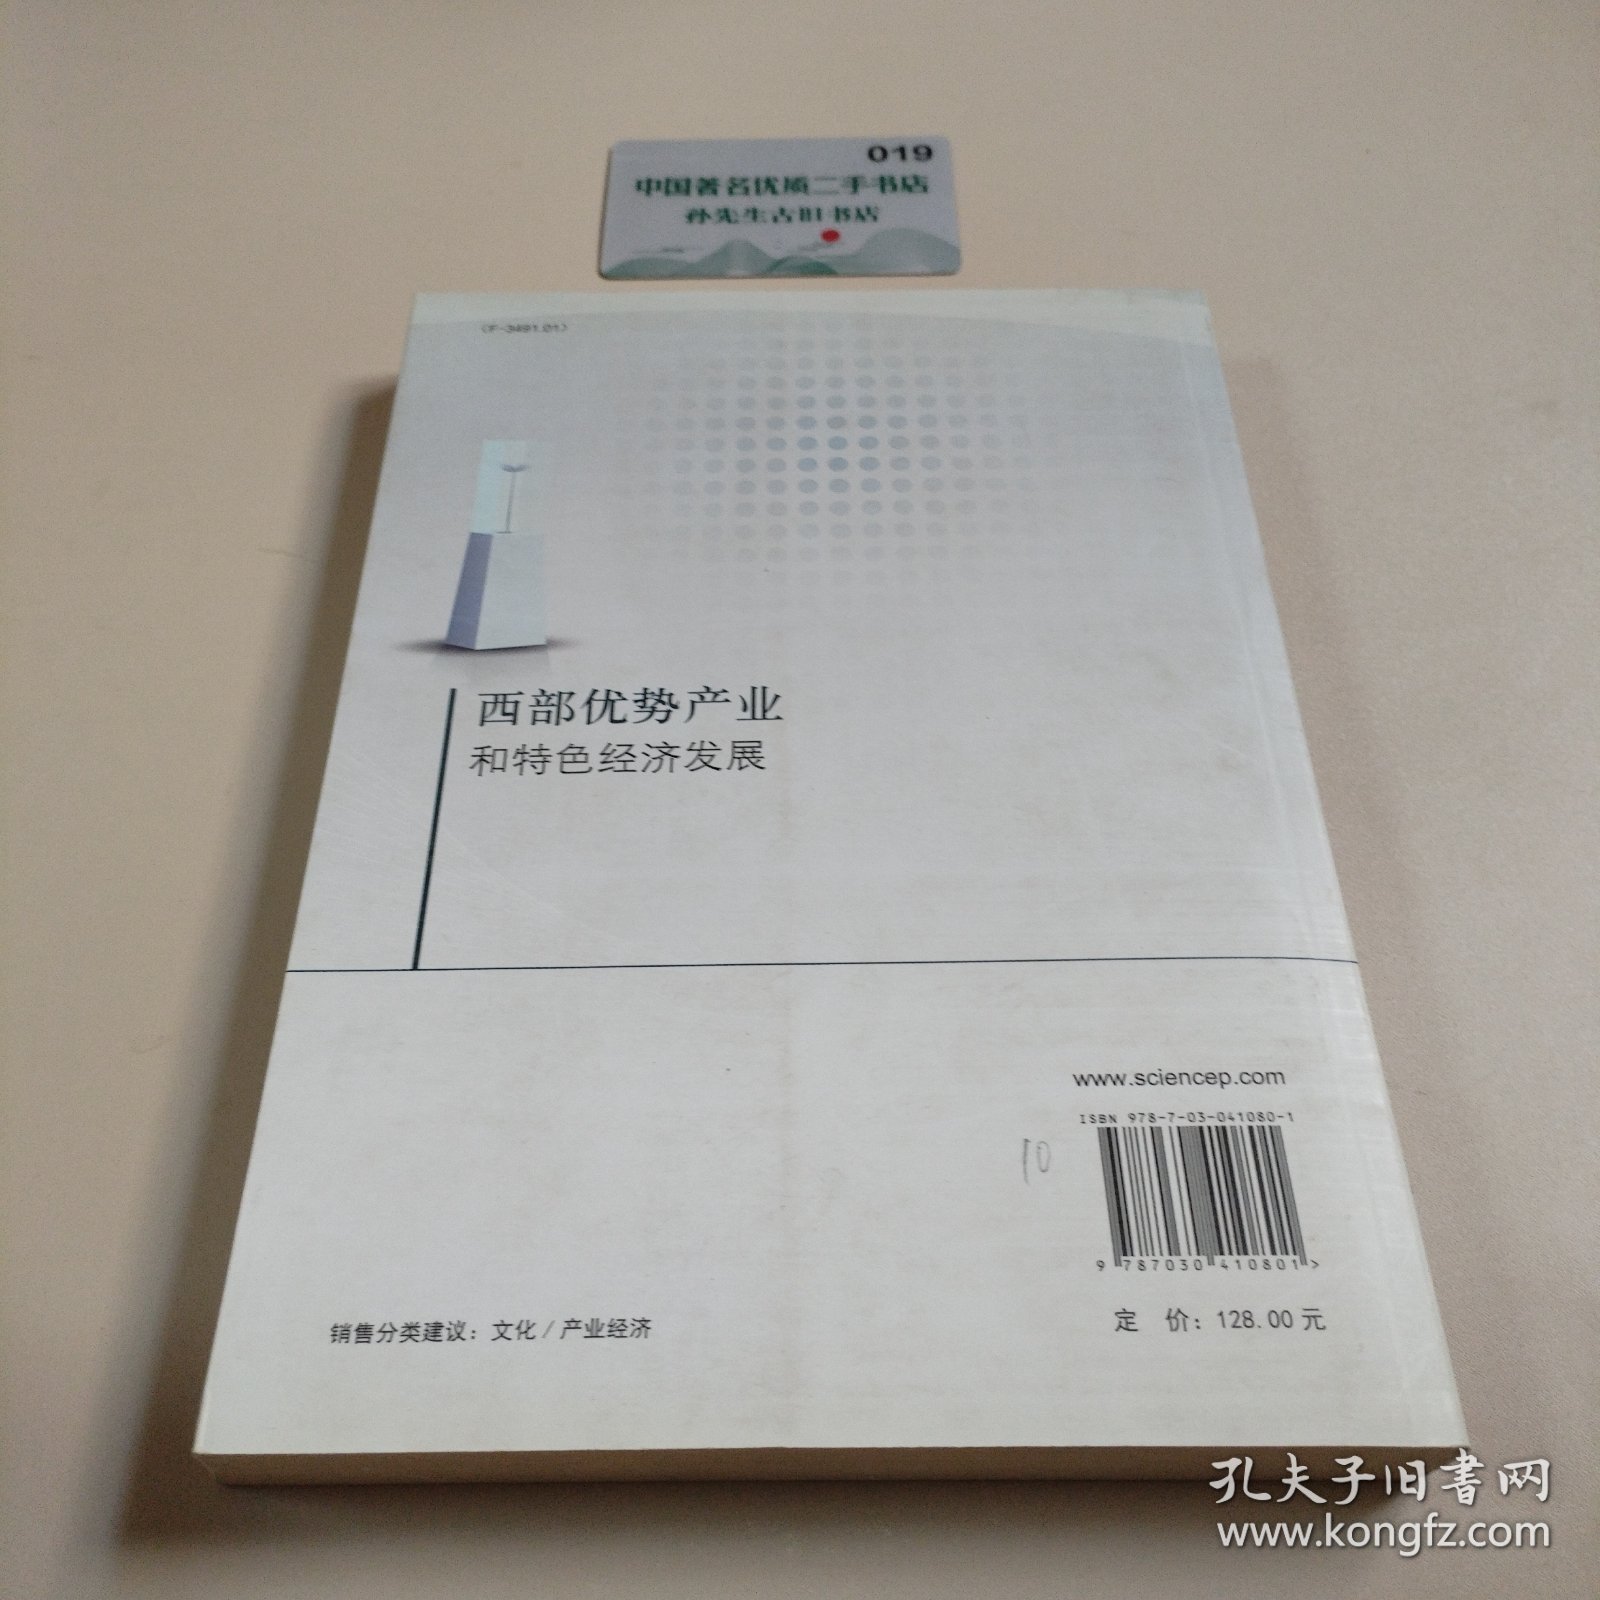 019
中国著名优质二手书店
孙先生古旧书店
(F-3491.01)
西部优势产业
和特色经济发展
www.sciencep.com
ISBN 978-7-03-041080-1
10
9 787030 410801 >
销售分类建议：文化/产业经济
定 价：128.00元
孔夫子旧书网
www.kongfz.com